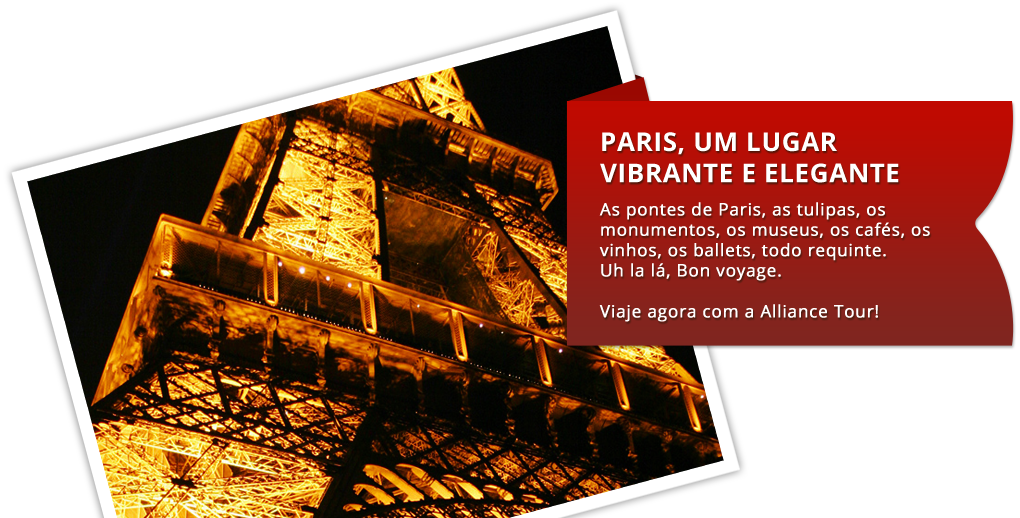 PARIS, UM LUGAR
VIBRANTE E ELEGANTE
As pontes de Paris, as tulipas, os
monumentos, os museus, os cafés, os
vinhos, os ballets, todo requinte.
Uh la lá, Bon voyage.
Viaje agora com a Alliance Tour!